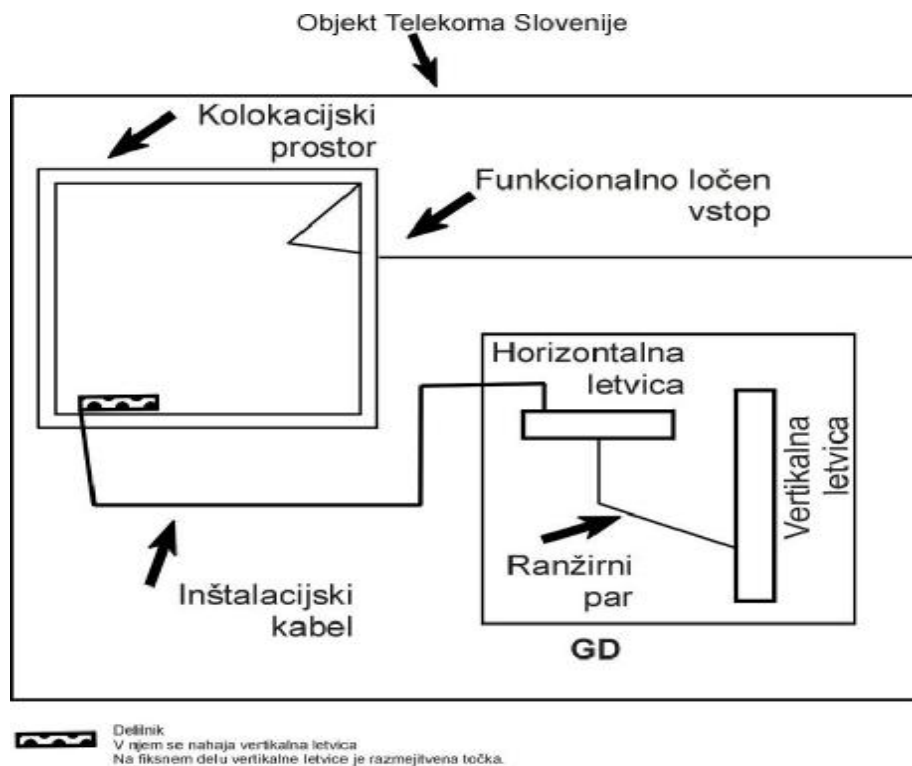 Objekt Telekoma Slovenije
Kolokacijski
prostor
Funkcionalno ločen
vstop
Horizontalna
letvica
Vertikalna
letvica
Ranžirni
par
Inštalacijski
kabel
GD
Delilnik
V njem se nahaja vertikalna letvica
Na fiksnem delu vertikalne letvice je razmejitvena točka.